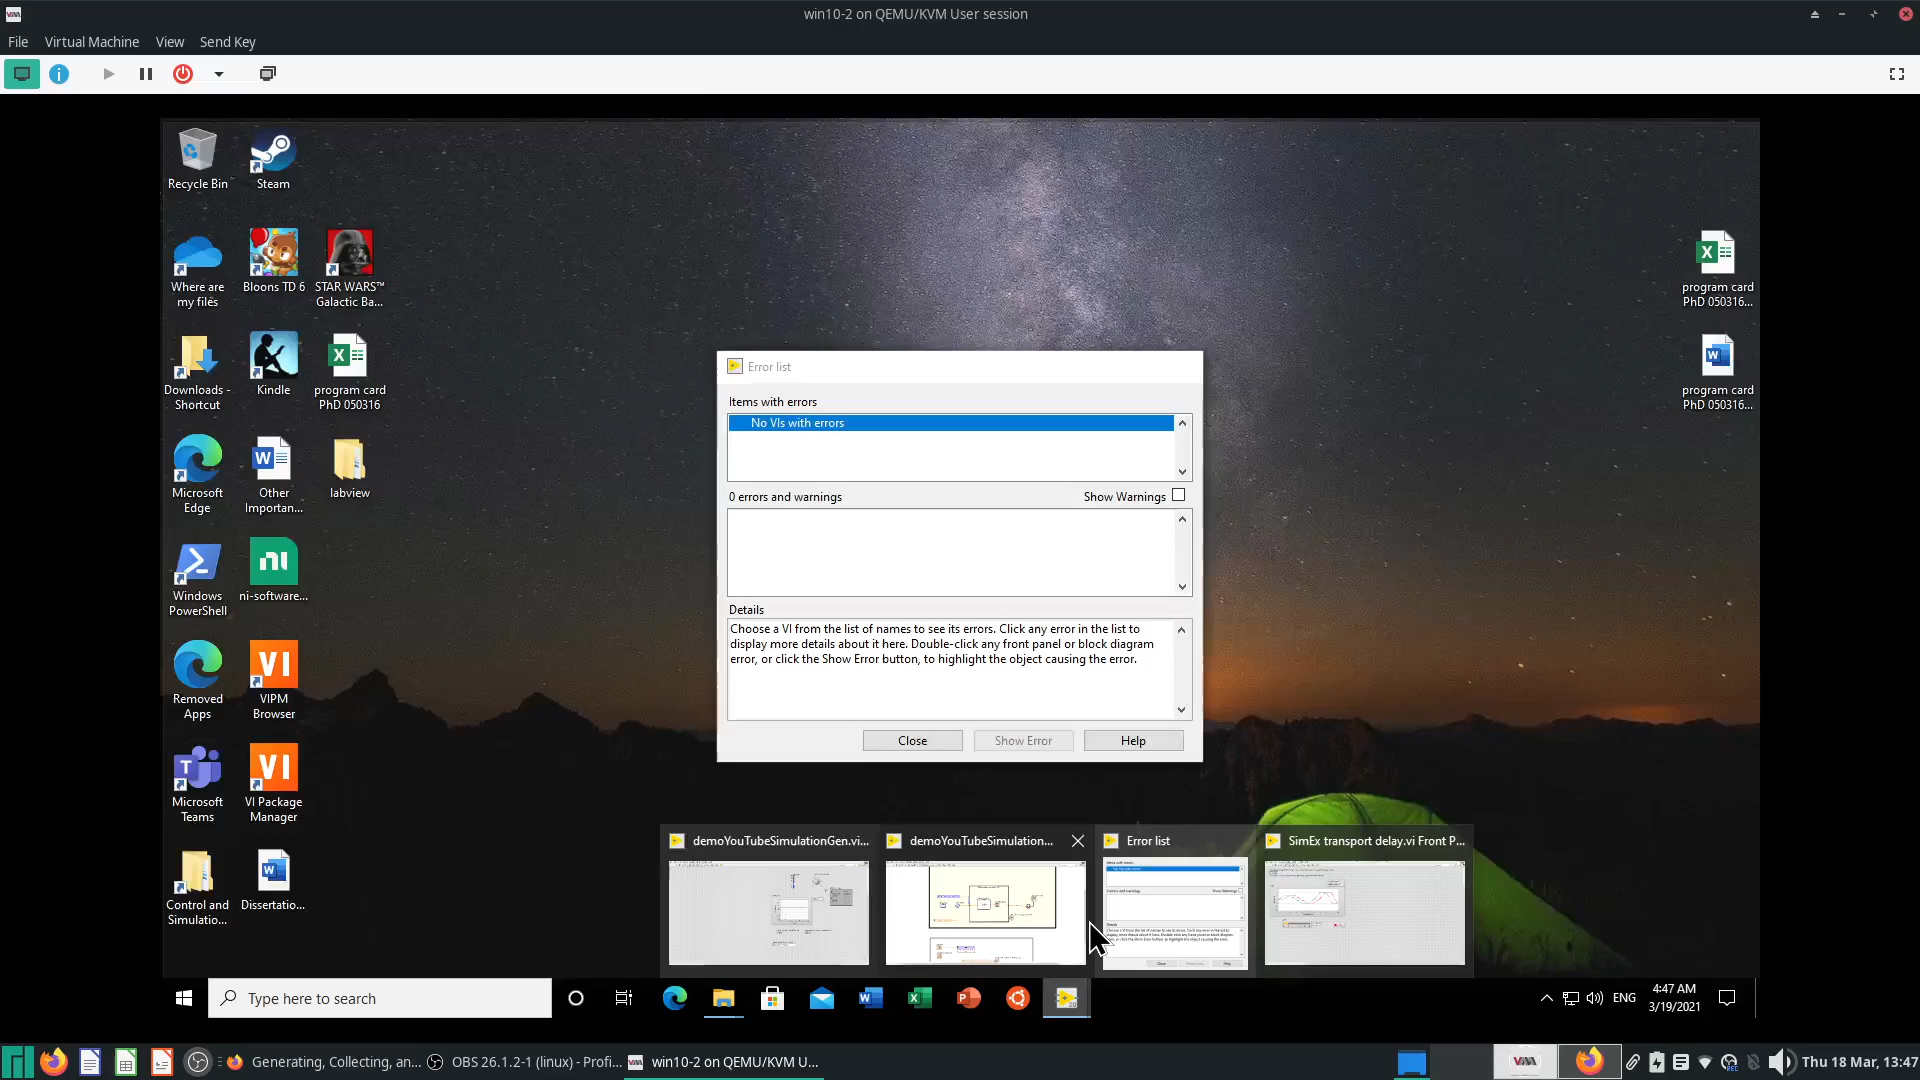 win10-2 on QEMU/KVM User session
File
Virtual Machine
View
Send Key
Recycle Bin
Steam
Where are
my files
Bloons TD 6
STAR WARS™
Galactic Ba...
program card
PhD 050316...
Downloads -
Shortcut
Kindle
program card
PhD 050316
program card
PhD 050316...
Microsoft
Edge
Other
Importan...
labview
Windows
PowerShell
ni-software...
Removed
Apps
VIPM
Browser
Microsoft
Teams
VI Package
Manager
Control and
Simulatio...
Dissertatio...
Error list
Items with errors
No VIs with errors
0 errors and warnings
Show Warnings
Details
Choose a VI from the list of names to see its errors. Click any error in the list to
display more details about it here. Double-click any front panel or block diagram
error, or click the Show Error button, to highlight the object causing the error.
Close
Show Error
Help
demoYouTubeSimulationGen.vi...
demoYouTubeSimulation...
Error list
SimEx transport delay.vi Front P...
Type here to search
ENG
4:47 AM
3/19/2021
Generating, Collecting, an...
OBS 26.1.2-1 (linux) - Profi...
win10-2 on QEMU/KVM U...
Thu 18 Mar, 13:47